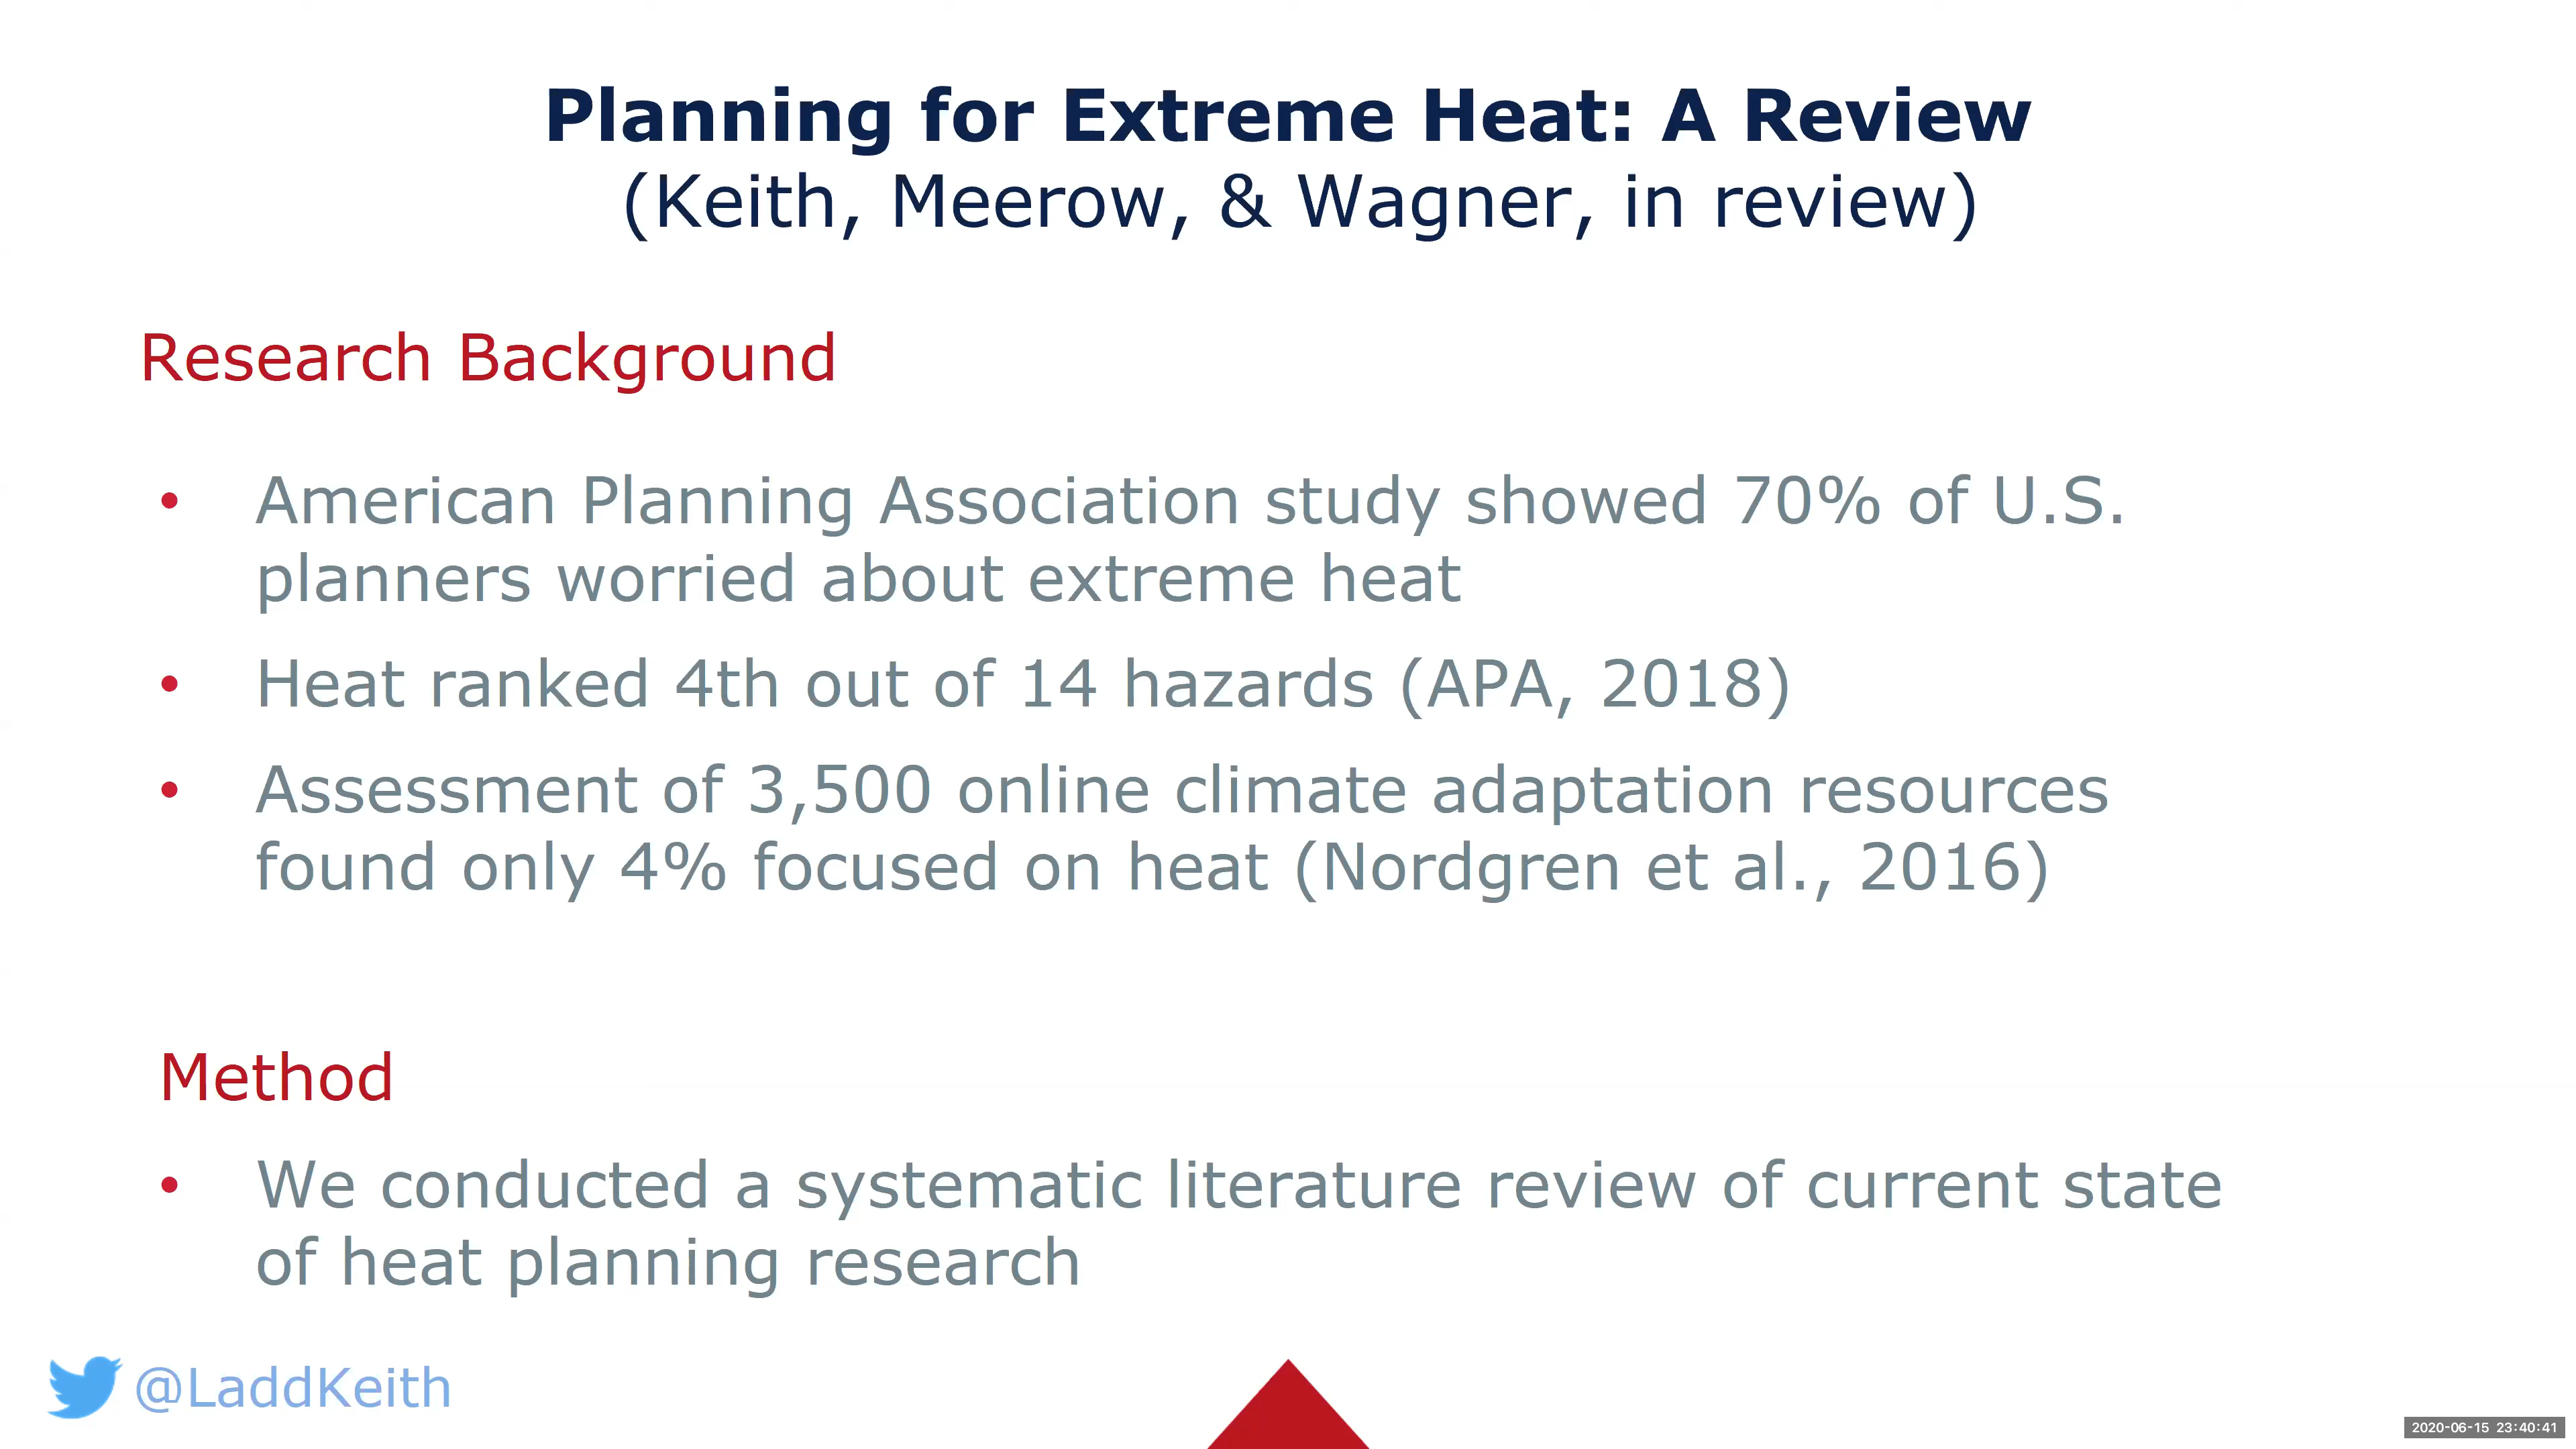 Planning for Extreme Heat: A Review
(Keith, Meerow, & Wagner, in review)
Research Background
• American Planning Association study showed 70% of U.S.
planners worried about extreme heat
• Heat ranked 4th out of 14 hazards (APA, 2018)
• Assessment of 3,500 online climate adaptation resources
found only 4% focused on heat (Nordgren et al., 2016)
Method
• We conducted a systematic literature review of current state
of heat planning research
@LaddKeith
2020-06-15 23:40:41